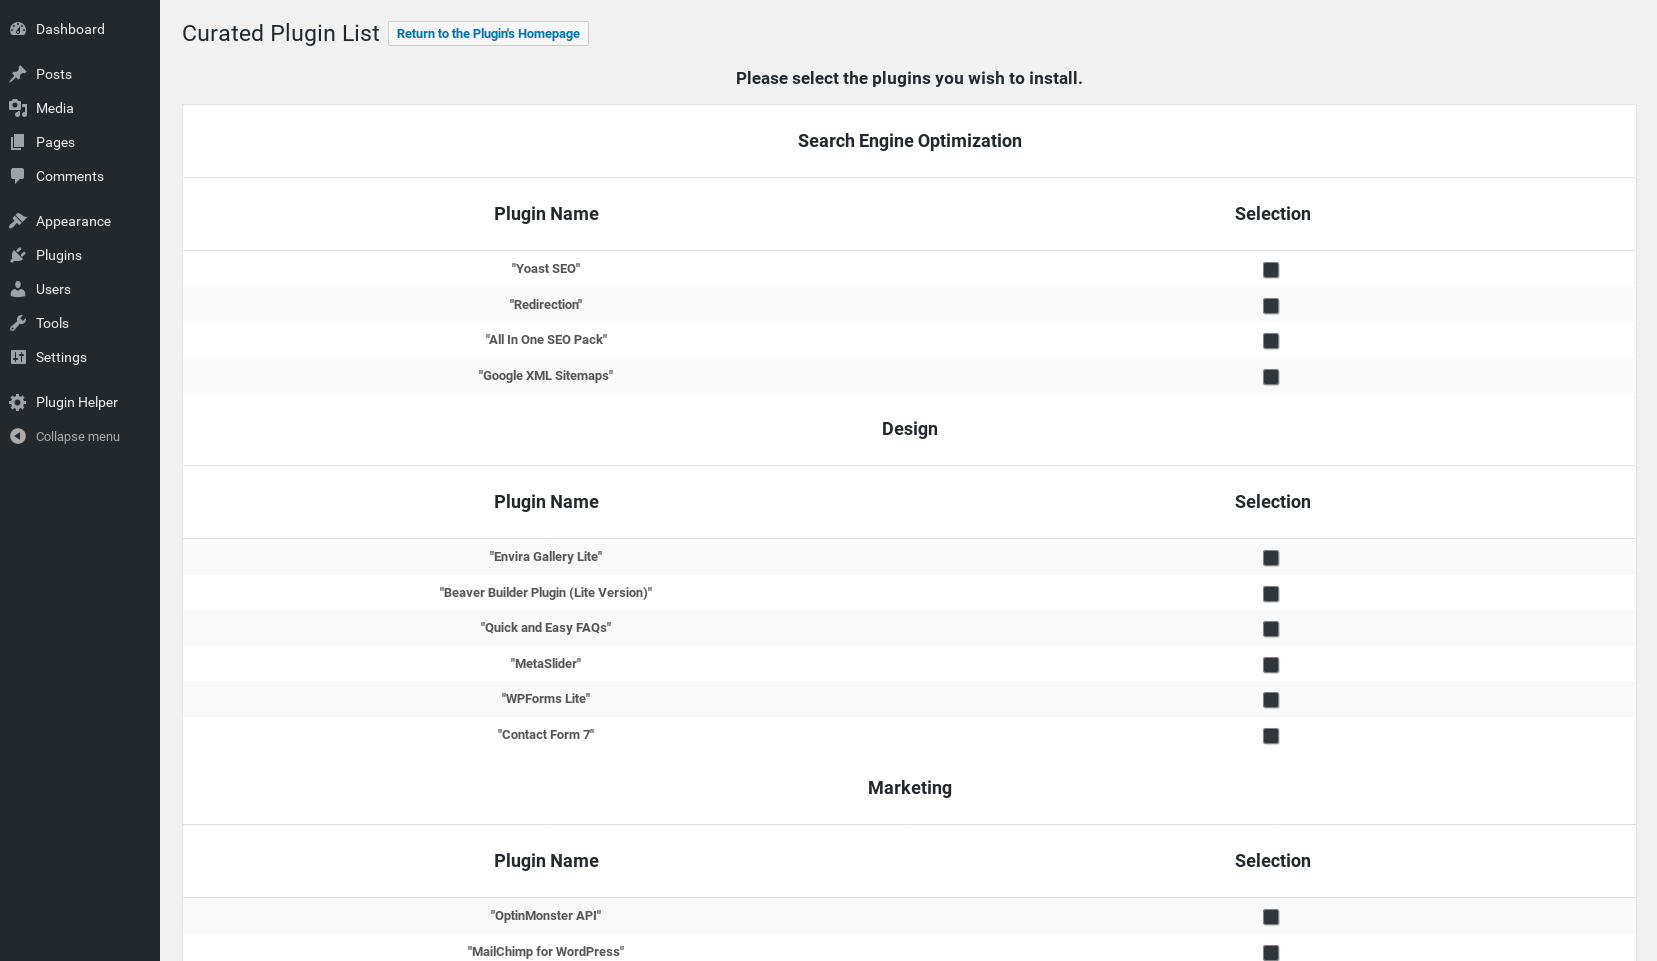 Dashboard
Posts
Media
Pages
Comments
Appearance
Plugins
Users
Tools
Settings
Plugin Helper
Collapse menu
Curated Plugin List Return to the Plugin's Homepage
Please select the plugins you wish to install.
Search Engine Optimization
Plugin Name Selection
"Yoast SEO"
"Redirection"
"All In One SEO Pack"
"Google XML Sitemaps"
Design
Plugin Name Selection
"Envira Gallery Lite"
"Beaver Builder Plugin (Lite Version)"
"Quick and Easy FAQs"
"MetaSlider"
"WPForms Lite"
"Contact Form 7"
Marketing
Plugin Name Selection
"OptinMonster API"
"MailChimp for WordPress"